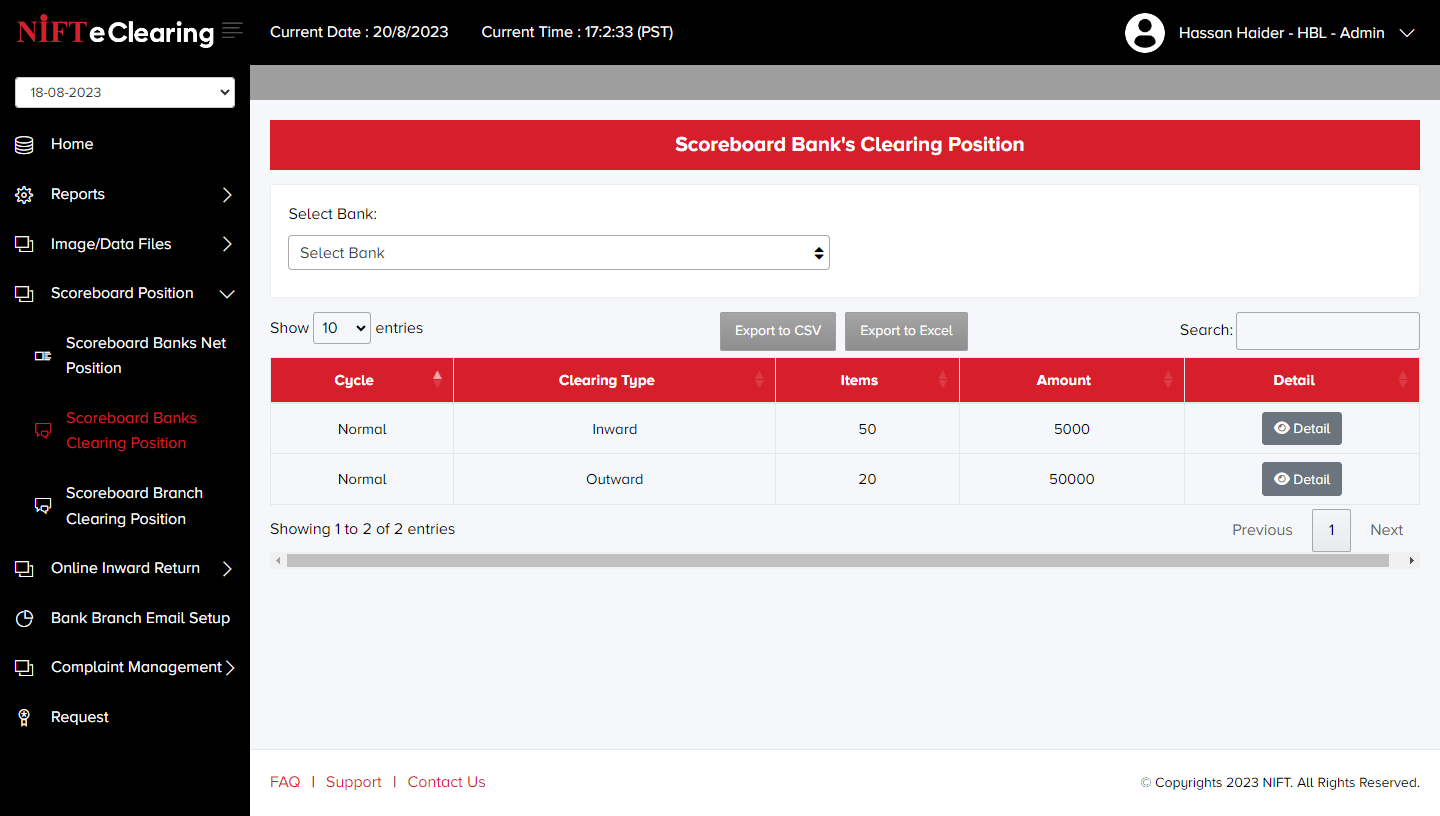 NIFT eClearing
Current Date : 20/8/2023
Current Time : 17:2:33 (PST)
Hassan Haider - HBL - Admin
18-08-2023
Home
Reports
Image/Data Files
Scoreboard Position
Scoreboard Banks Net
Position
Scoreboard Banks
Clearing Position
Scoreboard Branch
Clearing Position
Online Inward Return
Bank Branch Email Setup
Complaint Management
Request
Scoreboard Bank's Clearing Position
Select Bank:
Select Bank
Show 10 entries
Export to CSV
Export to Excel
Search:
Cycle Clearing Type Items Amount Detail
Normal Inward 50 5000 Detail
Normal Outward 20 50000 Detail
Showing 1 to 2 of 2 entries
Previous 1 Next
FAQ | Support | Contact Us
© Copyrights 2023 NIFT. All Rights Reserved.